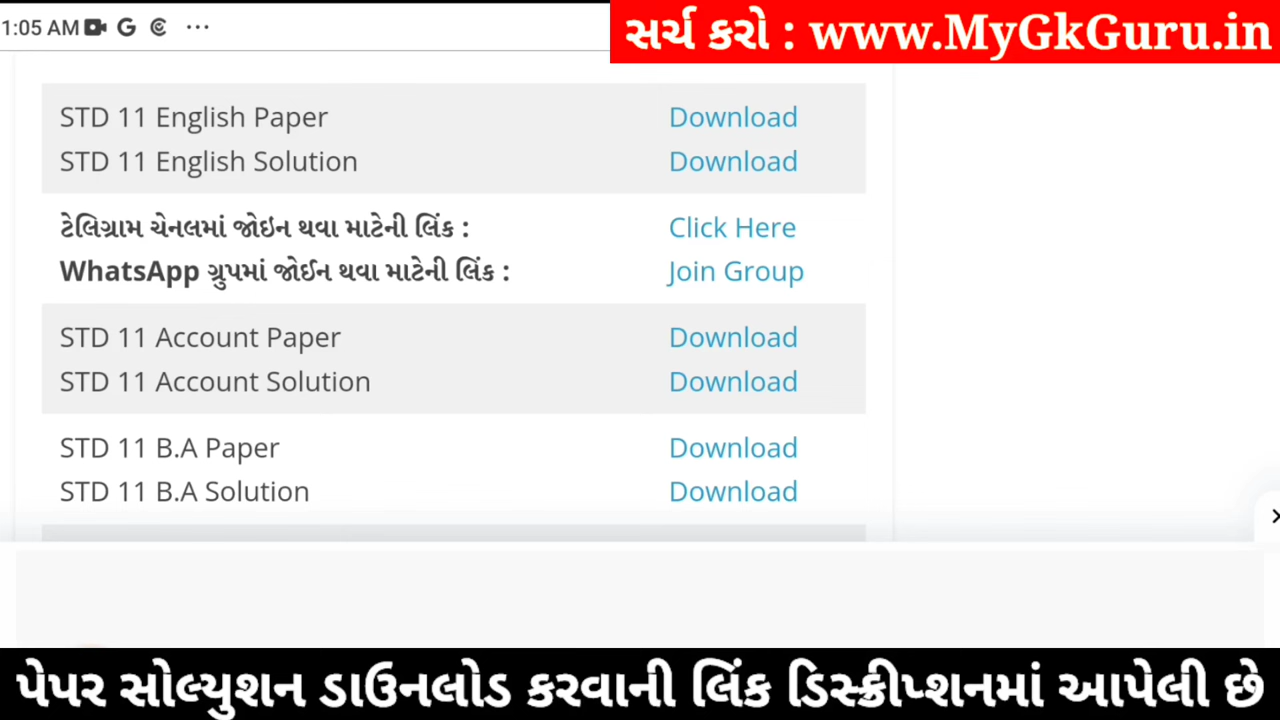 1:05 AM
સર્ચ કરો : www.MyGkGuru.in
STD 11 English Paper Download
STD 11 English Solution Download
ટેલિગ્રામ ચેનલમાં જોઇન થવા માટેની લિંક : Click Here
WhatsApp ગ્રુપમાં જોઈન થવા માટેની લિંક : Join Group
STD 11 Account Paper Download
STD 11 Account Solution Download
STD 11 B.A Paper Download
STD 11 B.A Solution Download
પેપર સોલ્યુશન ડાઉનલોડ કરવાની લિંક ડિસ્ક્રીપ્શનમાં આપેલી છે